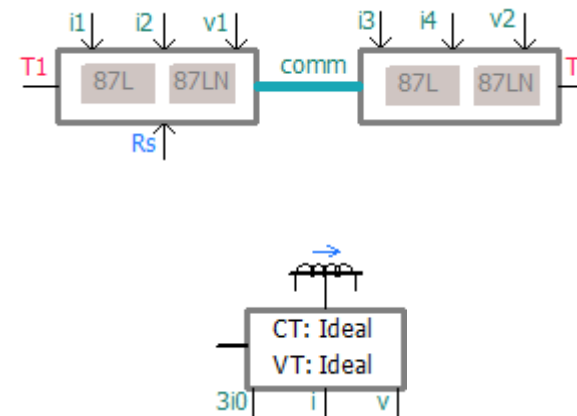 i1 i2 v1 i3 i4 v2
T1 87L 87LN comm 87L 87LN T
Rs
CT: Ideal
VT: Ideal
3i0 i v